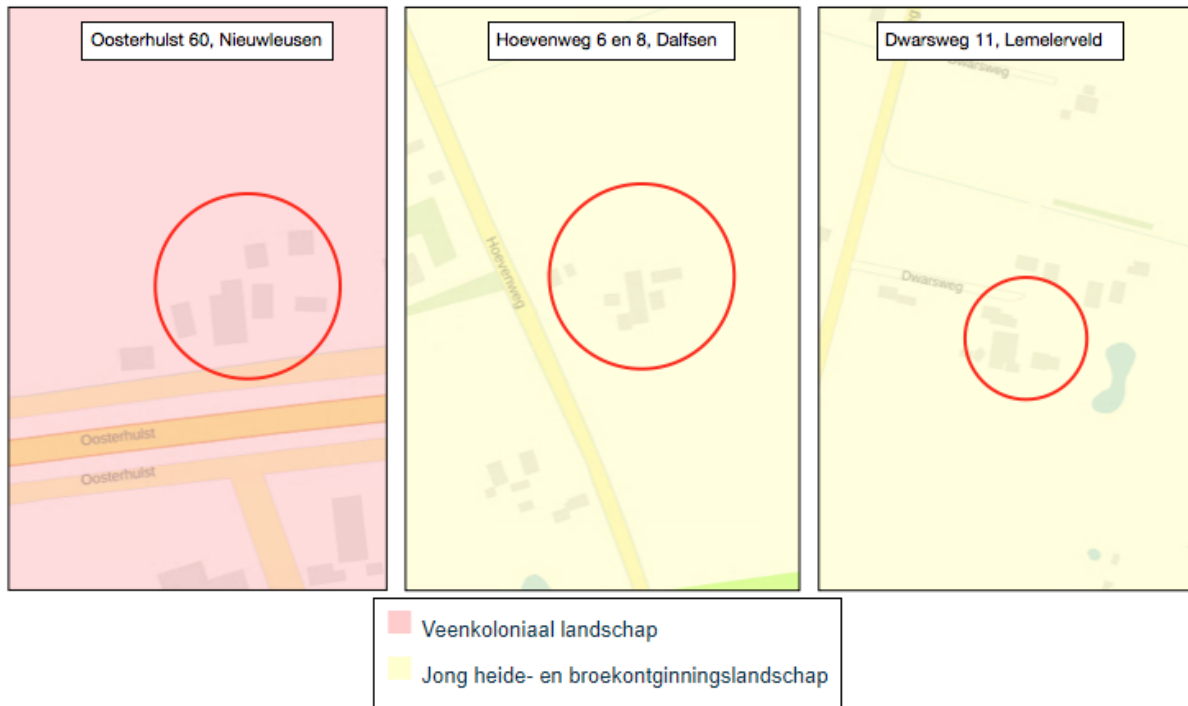 Oosterhulst 60, Nieuwleusen
Hoevenweg 6 en 8, Dalfsen
Dwarsweg 11, Lemelerveld
Oosterhulst
Oosterhulst
Hoevenweg
Dwarsweg
Dwarsweg
Veenkoloniaal landschap
Jong heide- en broekontginningslandschap